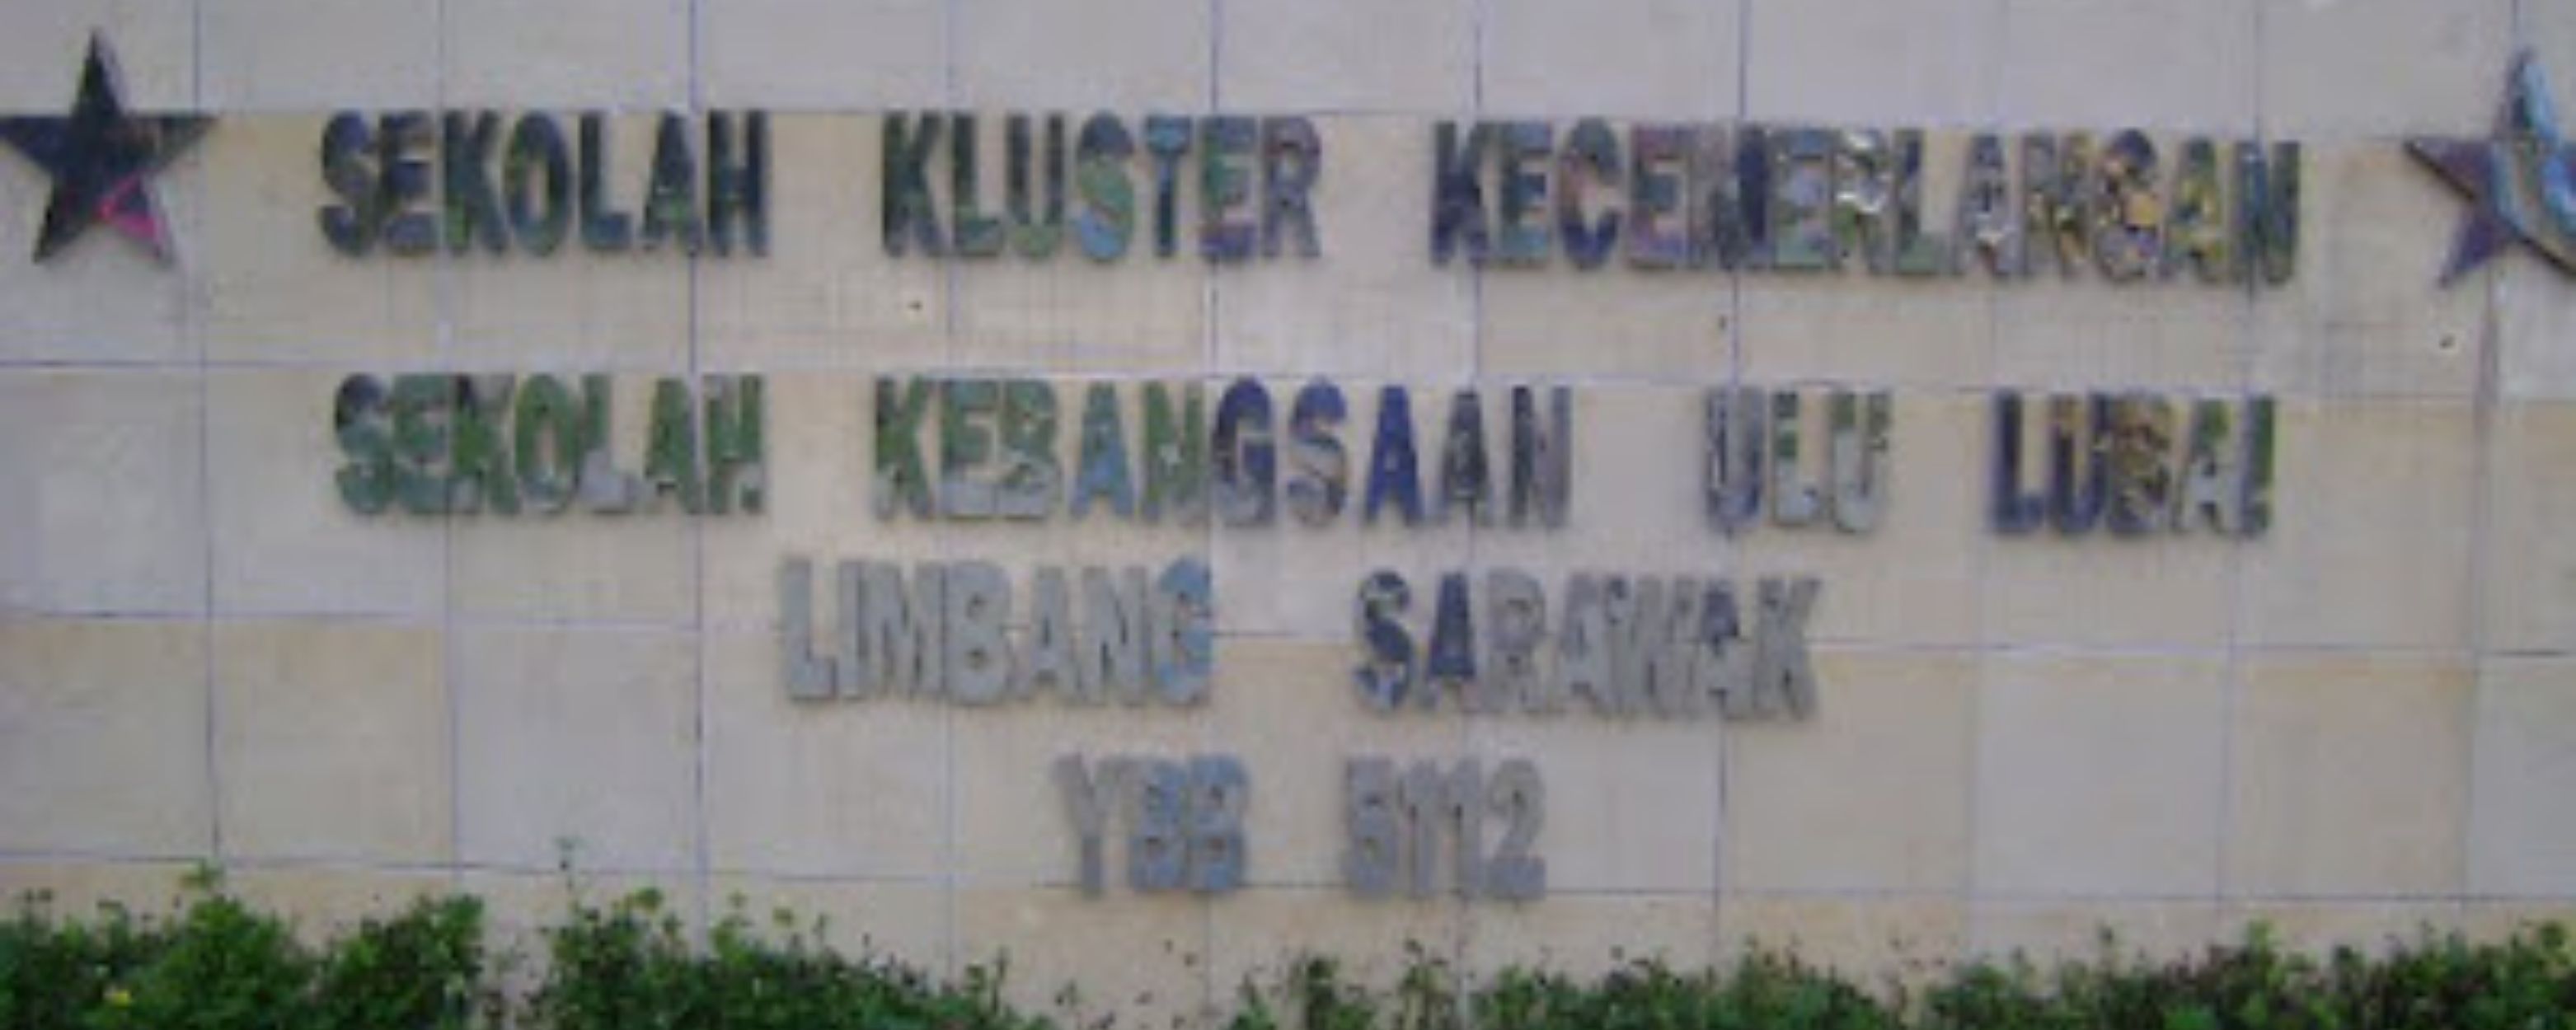 SEKOLAH KLUSTER KECEMERLANGAN
SEKOLAH KEBANGSAAN ULU LUBAI
LIMBANG SARAWAK
YBB 5112